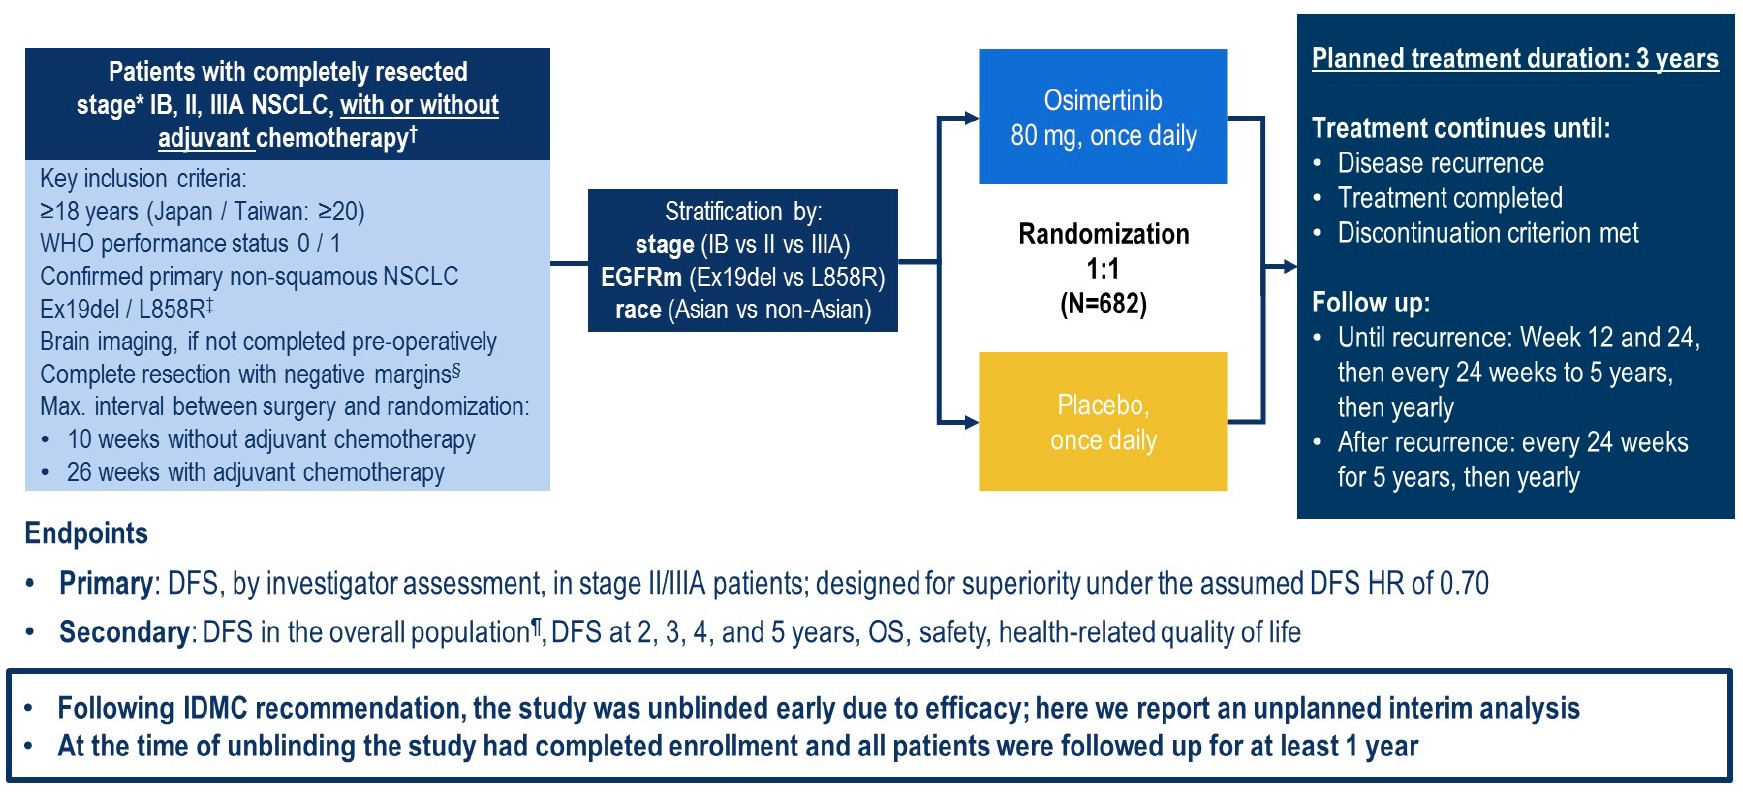 Patients with completely resected
stage* IB, II, IIIA NSCLC, with or without
adjuvant chemotherapy†
Key inclusion criteria:
≥18 years (Japan / Taiwan: ≥20)
WHO performance status 0 / 1
Confirmed primary non-squamous NSCLC
Ex19del / L858R‡
Brain imaging, if not completed pre-operatively
Complete resection with negative margins§
Max. interval between surgery and randomization:
• 10 weeks without adjuvant chemotherapy
• 26 weeks with adjuvant chemotherapy
Stratification by:
stage (IB vs II vs IIIA)
EGFRm (Ex19del vs L858R)
race (Asian vs non-Asian)
Osimertinib
80 mg, once daily
Randomization
1:1
(N=682)
Placebo,
once daily
Planned treatment duration: 3 years
Treatment continues until:
• Disease recurrence
• Treatment completed
• Discontinuation criterion met
Follow up:
• Until recurrence: Week 12 and 24,
then every 24 weeks to 5 years,
then yearly
• After recurrence: every 24 weeks
for 5 years, then yearly
Endpoints
• Primary: DFS, by investigator assessment, in stage II/IIIA patients; designed for superiority under the assumed DFS HR of 0.70
• Secondary: DFS in the overall population¶, DFS at 2, 3, 4, and 5 years, OS, safety, health-related quality of life
• Following IDMC recommendation, the study was unblinded early due to efficacy; here we report an unplanned interim analysis
• At the time of unblinding the study had completed enrollment and all patients were followed up for at least 1 year